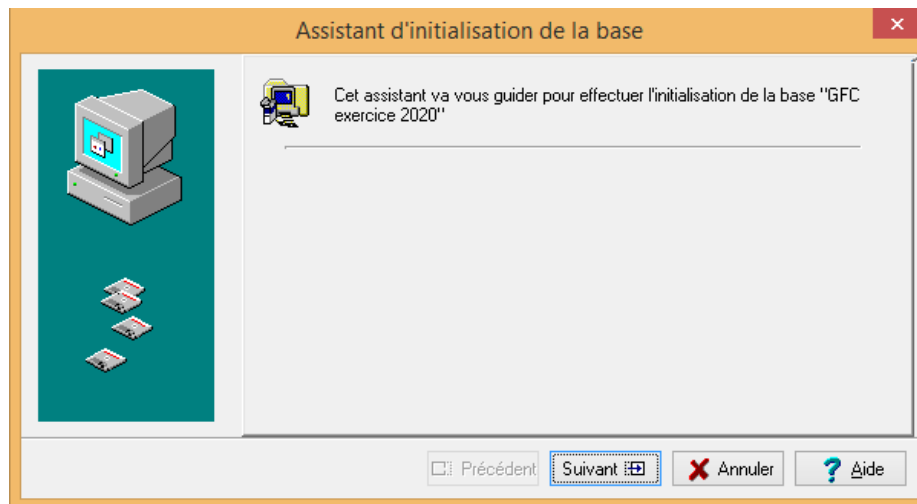 Assistant d'initialisation de la base
Cet assistant va vous guider pour effectuer l'initialisation de la base "GFC
exercice 2020"
Précédent Suivant Annuler Aide